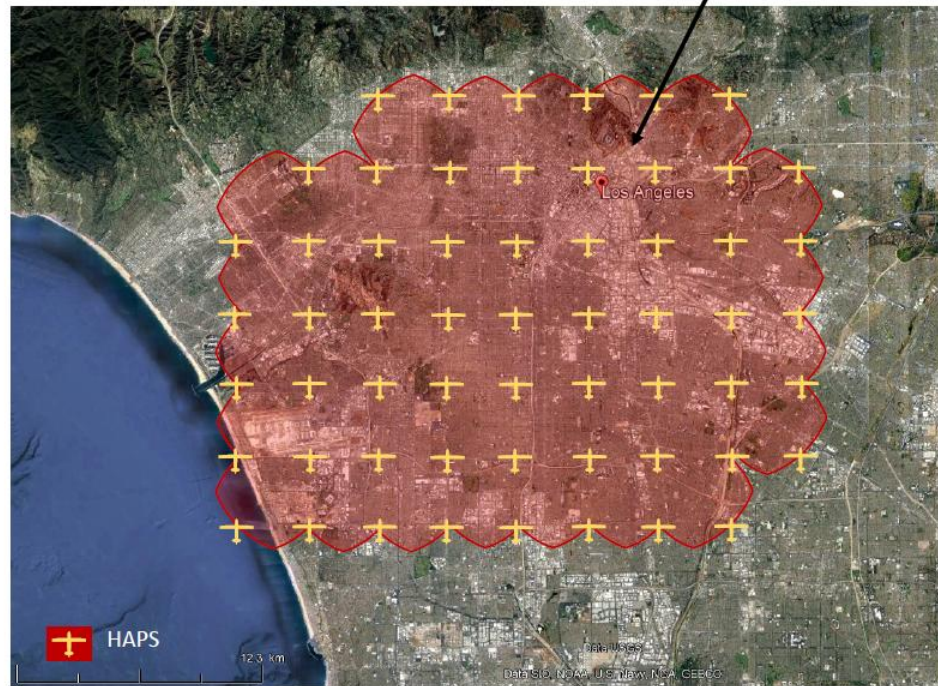 Los Angeles
HAPS
12.3 km
Data USGS
Data SIO, NOAA, U.S. Navy, NGA, GEBCO